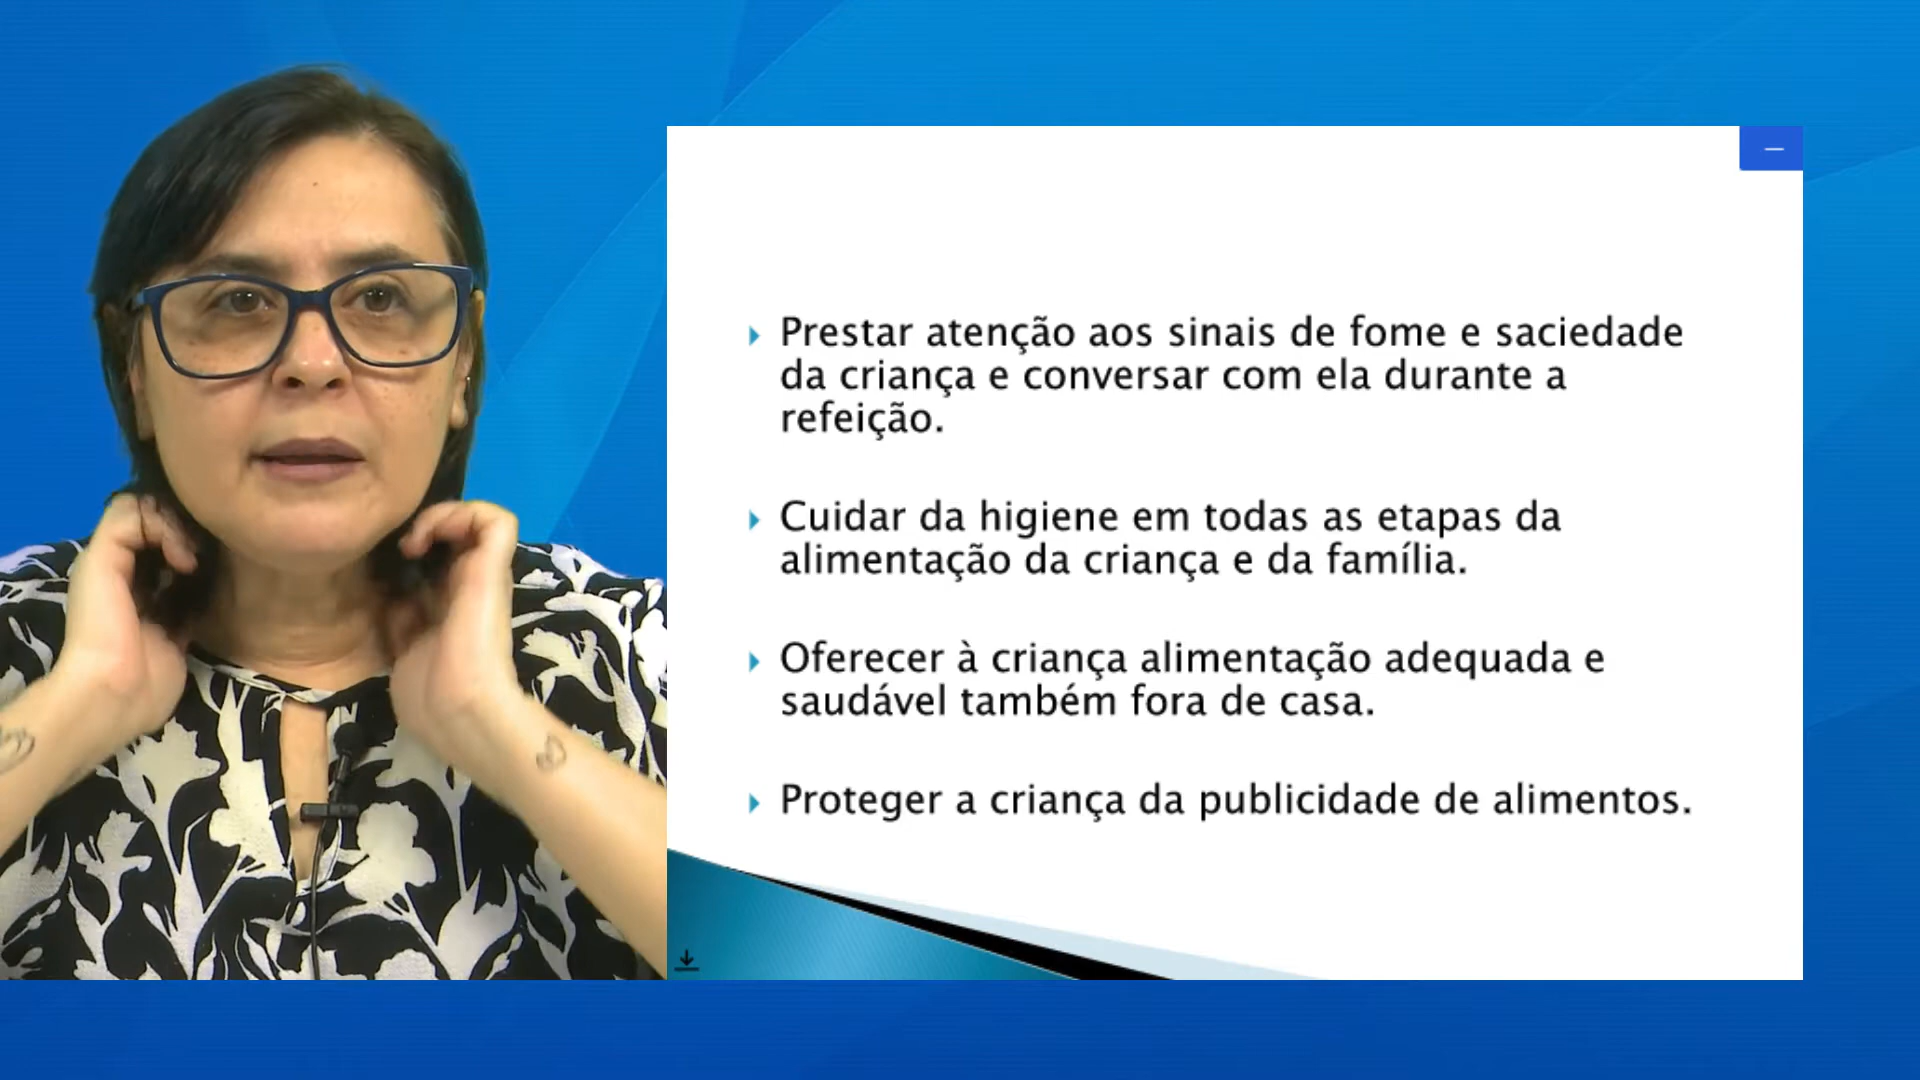 Prestar atenção aos sinais de fome e saciedade
da criança e conversar com ela durante a
refeição.
Cuidar da higiene em todas as etapas da
alimentação da criança e da família.
Oferecer à criança alimentação adequada e
saudável também fora de casa.
Proteger a criança da publicidade de alimentos.